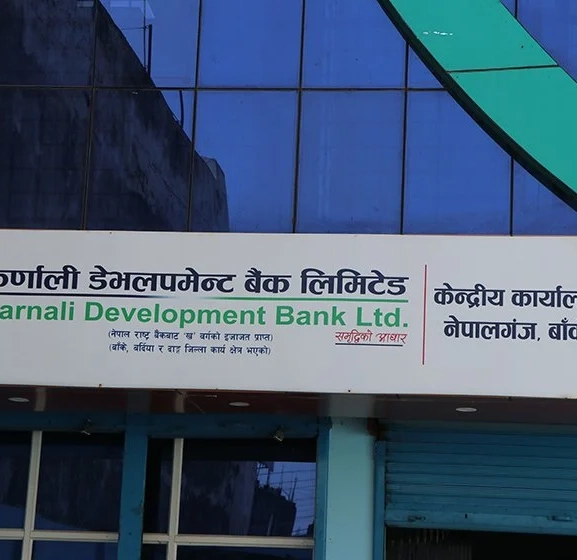 कर्णाली डेभलपमेन्ट बैंक लिमिटेड
arnali Development Bank Ltd.
(नेपाल राष्ट्र बैंकबाट 'ख' वर्गको इजाजत प्राप्त)
(बाँके, बर्दिया र दाङ्ग जिल्ला कार्य क्षेत्र भएको)
समृद्धिको आधार
केन्द्रीय कार्याल
नेपालगंज, बाँक